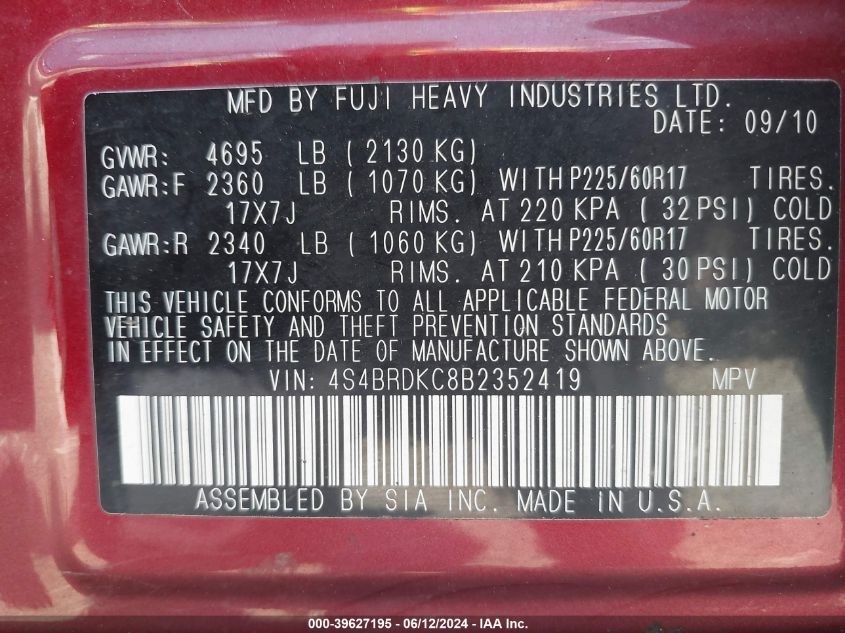 MFD BY FUJI HEAVY INDUSTRIES LTD.
DATE: 09/10
GVWR: 4695 LB ( 2130 KG)
GAWR:F 2360 LB ( 1070 KG) WITH P225/60R17 TIRES.
17X7J RIMS. AT 220 KPA ( 32 PSI) COLD
GAWR:R 2340 LB ( 1060 KG) WITH P225/60R17 TIRES.
17X7J RIMS. AT 210 KPA ( 30 PSI) COLD
THIS VEHICLE CONFORMS TO ALL APPLICABLE FEDERAL MOTOR
VEHICLE SAFETY AND THEFT PREVENTION STANDARDS
IN EFFECT ON THE DATE OF MANUFACTURE SHOWN ABOVE.
VIN: 4S4BRDKC8B2352419 MPV
ASSEMBLED BY SIA INC. MADE IN U.S.A.
000-39627195 - 06/12/2024 - IAA Inc.